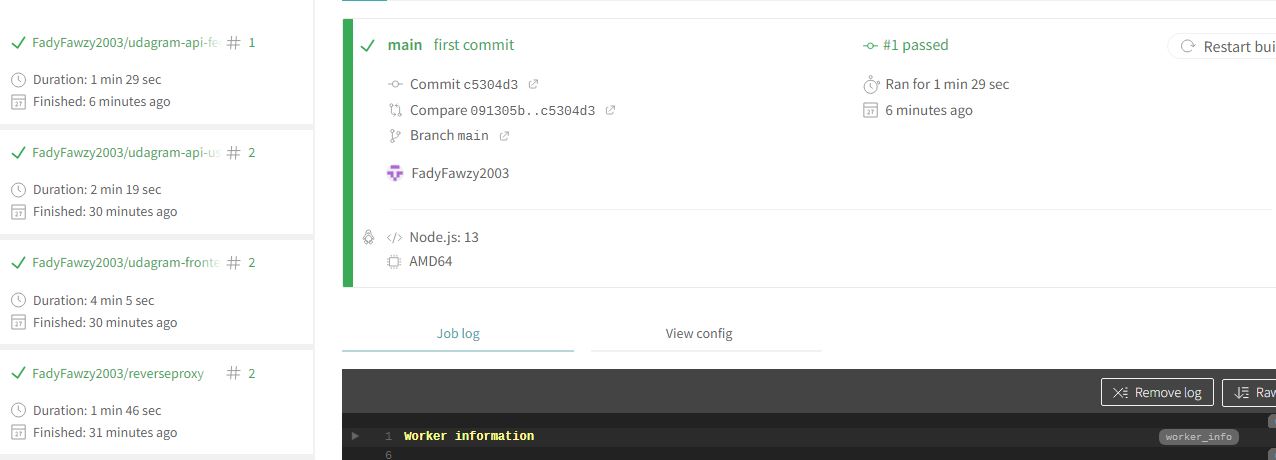 FadyFawzy2003/udagram-api-fe # 1
Duration: 1 min 29 sec
Finished: 6 minutes ago
FadyFawzy2003/udagram-api-us # 2
Duration: 2 min 19 sec
Finished: 30 minutes ago
FadyFawzy2003/udagram-fronte # 2
Duration: 4 min 5 sec
Finished: 30 minutes ago
FadyFawzy2003/reverseproxy # 2
Duration: 1 min 46 sec
Finished: 31 minutes ago
main first commit
#1 passed
Restart bui
Commit c5304d3
Ran for 1 min 29 sec
Compare 091305b..c5304d3
6 minutes ago
Branch main
FadyFawzy2003
</> Node.js: 13
AMD64
Job log
View config
Remove log
Raw
1 Worker information
worker_info
6